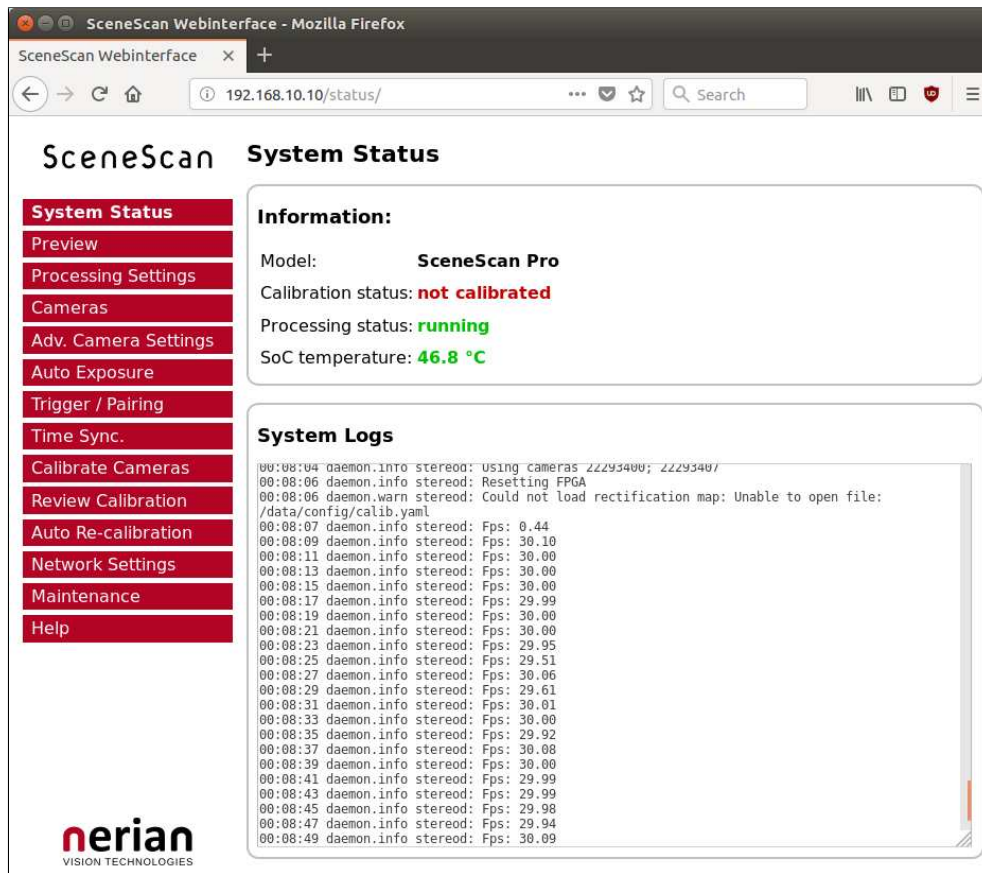 SceneScan Webinterface - Mozilla Firefox
SceneScan Webinterface × +
192.168.10.10/status/ ••• Search
SceneScan
System Status
Preview
Processing Settings
Cameras
Adv. Camera Settings
Auto Exposure
Trigger / Pairing
Time Sync.
Calibrate Cameras
Review Calibration
Auto Re-calibration
Network Settings
Maintenance
Help
nerian
VISION TECHNOLOGIES
System Status
Information:
Model: SceneScan Pro
Calibration status: not calibrated
Processing status: running
SoC temperature: 46.8 °C
System Logs
00:08:04 daemon.info stereod: Using cameras 22293400; 22293407
00:08:06 daemon.info stereod: Resetting FPGA
00:08:06 daemon.warn stereod: Could not load rectification map: Unable to open file:
/data/config/calib.yaml
00:08:07 daemon.info stereod: Fps: 0.44
00:08:09 daemon.info stereod: Fps: 30.10
00:08:11 daemon.info stereod: Fps: 30.00
00:08:13 daemon.info stereod: Fps: 30.00
00:08:15 daemon.info stereod: Fps: 30.00
00:08:17 daemon.info stereod: Fps: 29.99
00:08:19 daemon.info stereod: Fps: 30.00
00:08:21 daemon.info stereod: Fps: 30.00
00:08:23 daemon.info stereod: Fps: 29.95
00:08:25 daemon.info stereod: Fps: 29.51
00:08:27 daemon.info stereod: Fps: 30.06
00:08:29 daemon.info stereod: Fps: 29.61
00:08:31 daemon.info stereod: Fps: 30.01
00:08:33 daemon.info stereod: Fps: 30.00
00:08:35 daemon.info stereod: Fps: 29.92
00:08:37 daemon.info stereod: Fps: 30.08
00:08:39 daemon.info stereod: Fps: 30.00
00:08:41 daemon.info stereod: Fps: 29.99
00:08:43 daemon.info stereod: Fps: 29.99
00:08:45 daemon.info stereod: Fps: 29.98
00:08:47 daemon.info stereod: Fps: 29.94
00:08:49 daemon.info stereod: Fps: 30.09